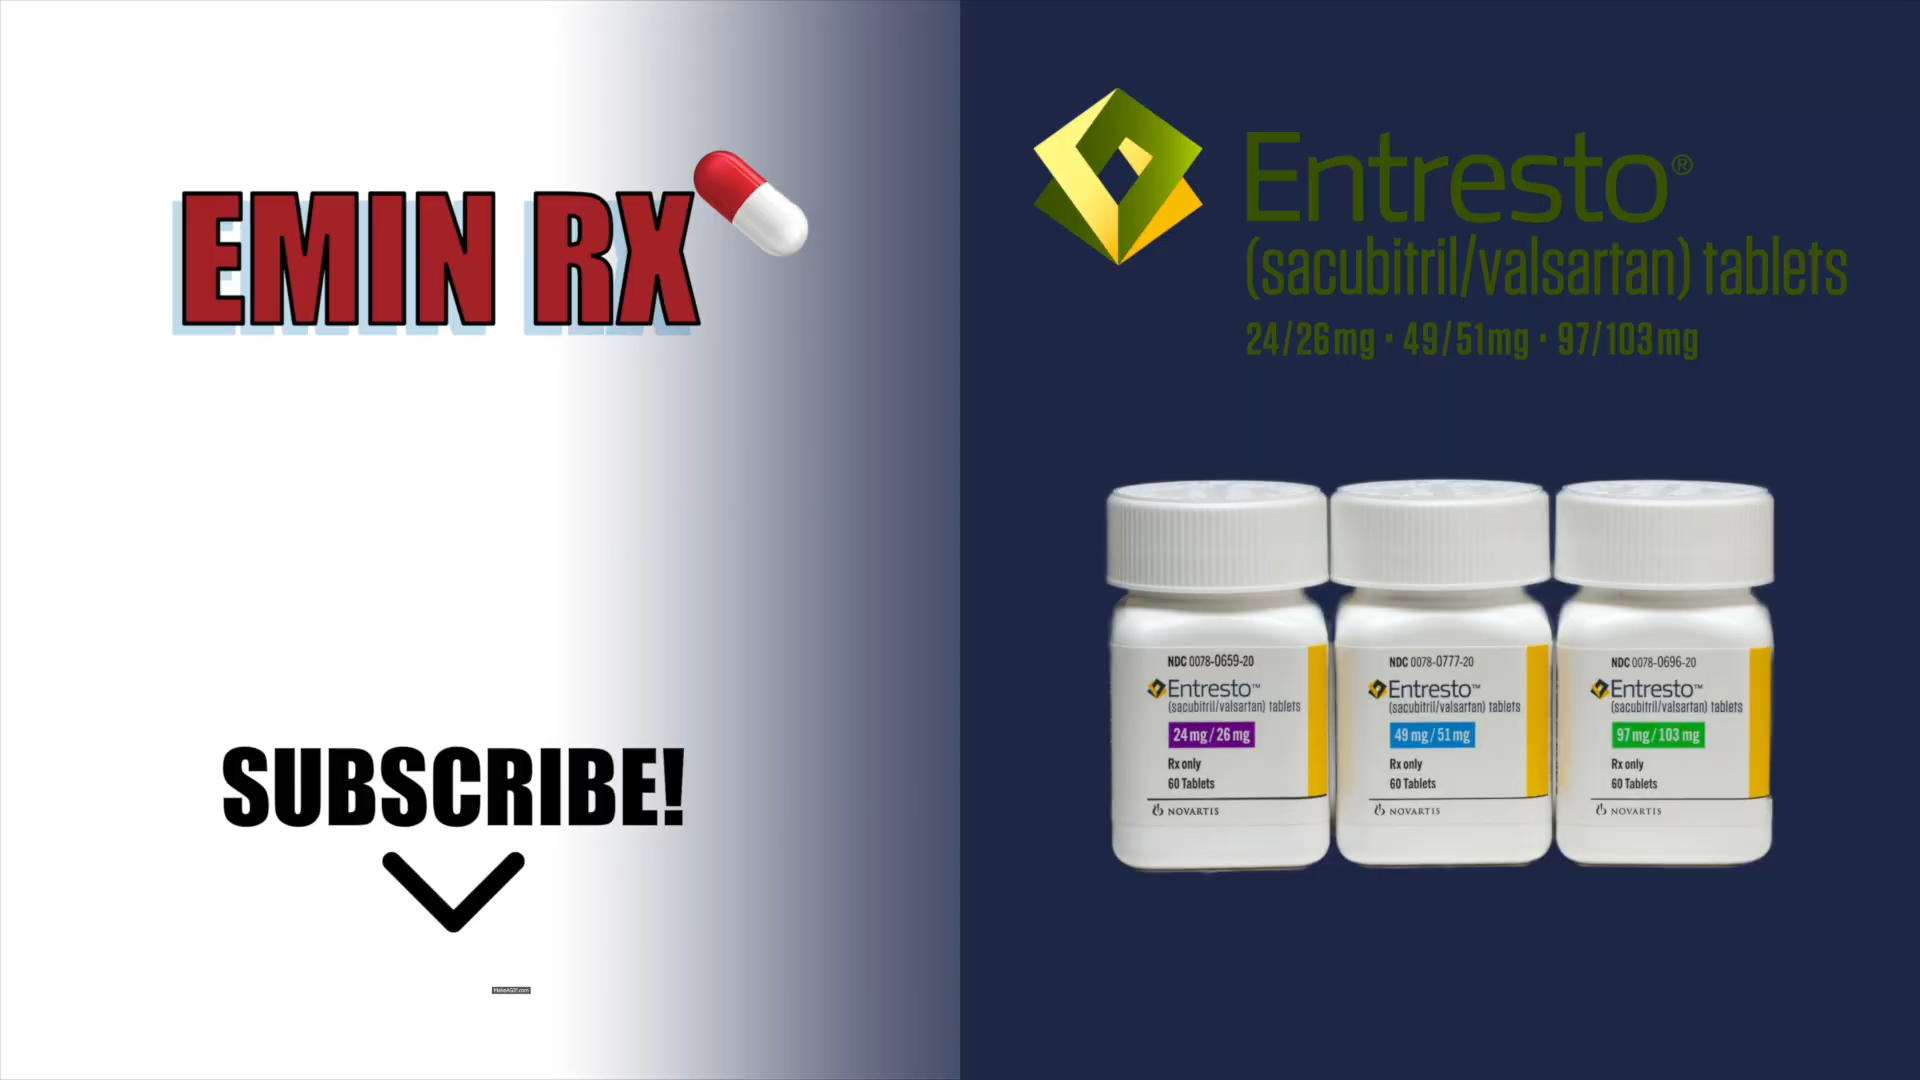 EMIN RX
SUBSCRIBE!
MakeAGIF.com
Entresto®
(sacubitril/valsartan) tablets
24/26mg · 49/51mg · 97/103mg
NDC 0078-0659-20
Entresto™
(sacubitril/valsartan) tablets
24 mg / 26 mg
Rx only
60 Tablets
NOVARTIS
NDC 0078-0777-20
Entresto™
(sacubitril/valsartan) tablets
49 mg / 51 mg
Rx only
60 Tablets
NOVARTIS
NDC 0078-0696-20
Entresto™
(sacubitril/valsartan) tablets
97 mg / 103 mg
Rx only
60 Tablets
NOVARTIS